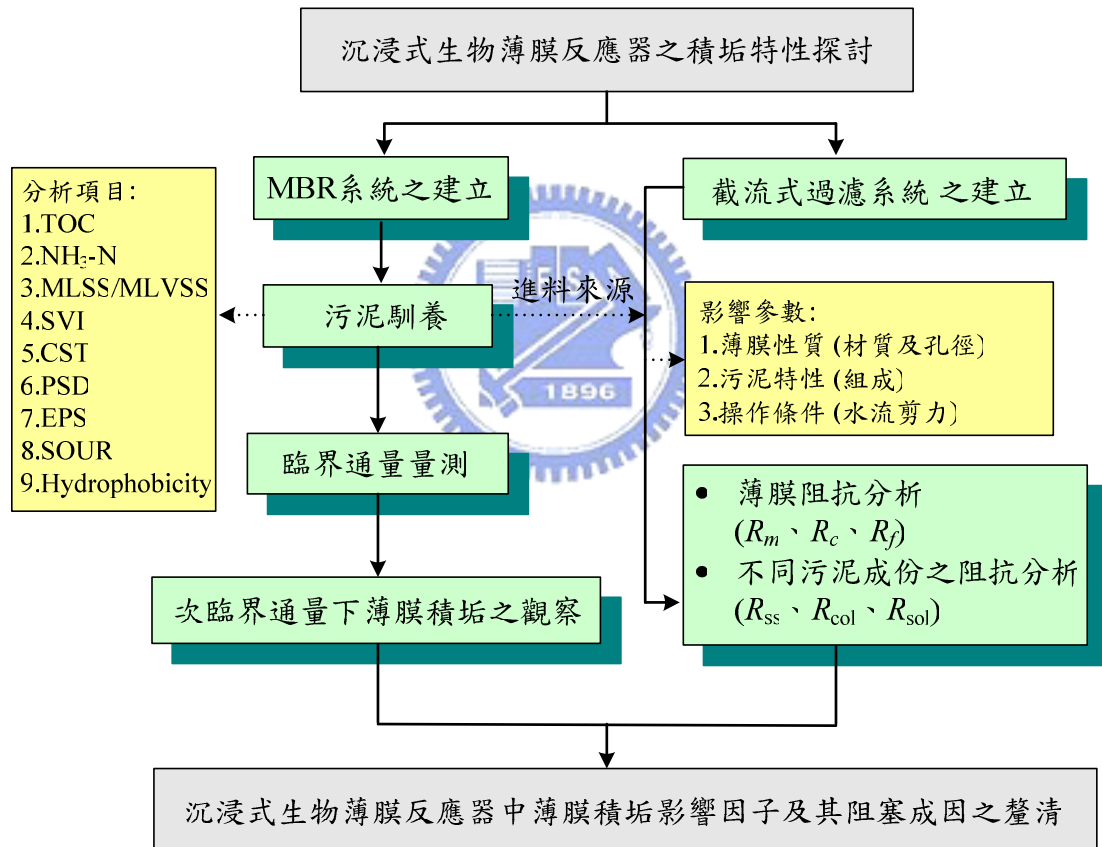 沉浸式生物薄膜反應器之積垢特性探討
MBR系統之建立
截流式過濾系統 之建立
分析項目:
1.TOC
2.NH₃-N
3.MLSS/MLVSS
4.SVI
5.CST
6.PSD
7.EPS
8.SOUR
9.Hydrophobicity
污泥馴養
進料來源
影響參數:
1.薄膜性質 (材質及孔徑)
2.污泥特性 (組成)
3.操作條件 (水流剪力)
1896
臨界通量量測
• 薄膜阻抗分析
(Rm、Rc、Rf)
• 不同污泥成份之阻抗分析
(Rss、Rcol、Rsol)
次臨界通量下薄膜積垢之觀察
沉浸式生物薄膜反應器中薄膜積垢影響因子及其阻塞成因之釐清